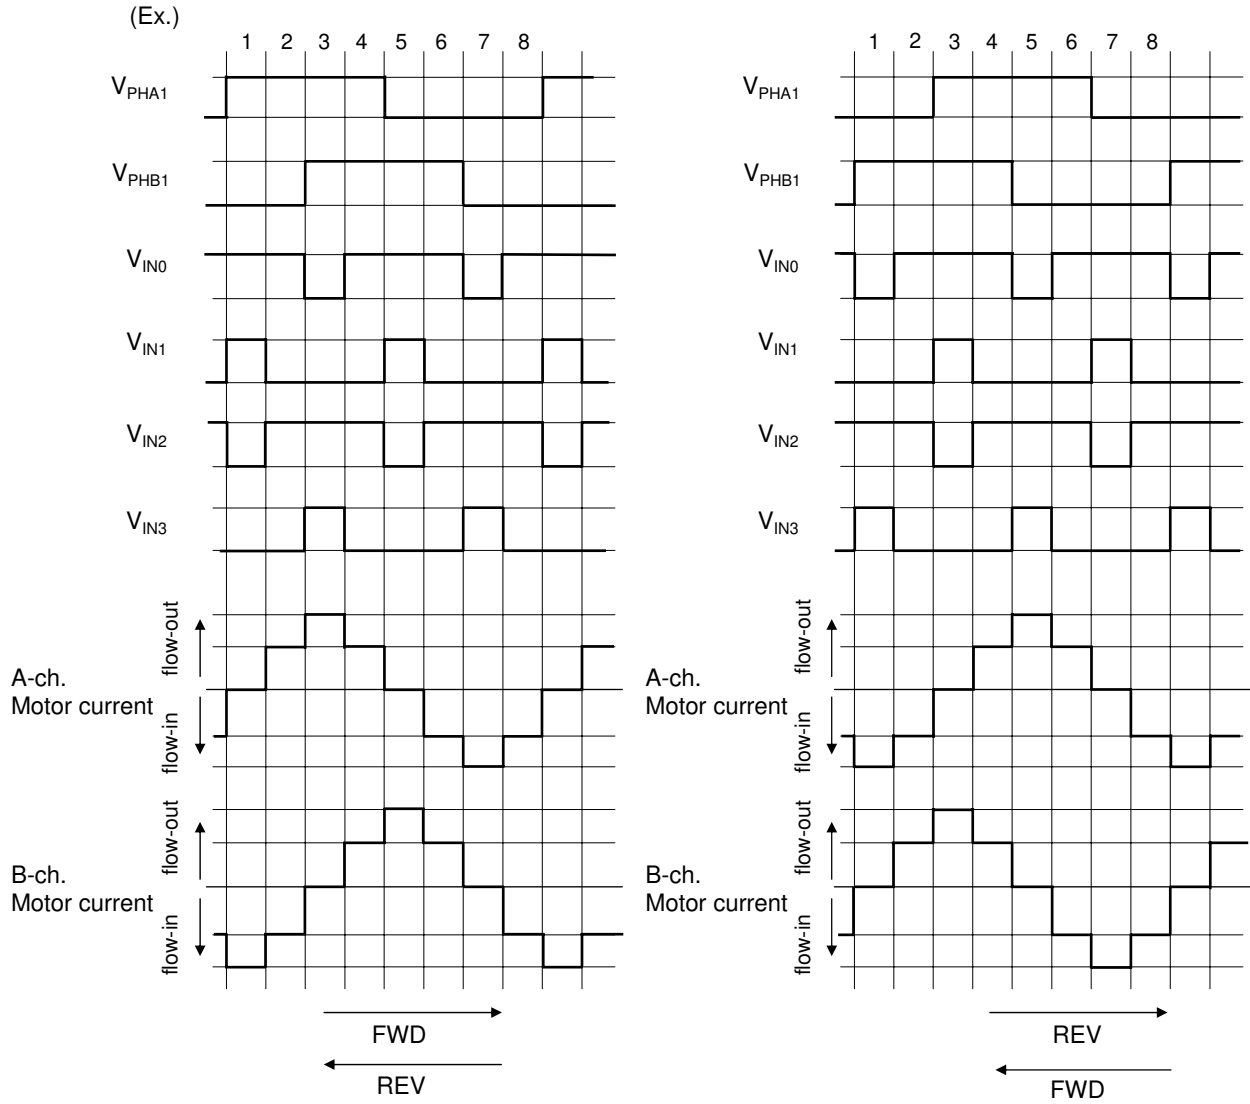 (Ex.)
1 2 3 4 5 6 7 8
VPHA1
VPHB1
VIN0
VIN1
VIN2
VIN3
flow-out
A-ch.
Motor current
flow-in
flow-out
B-ch.
Motor current
flow-in
FWD
REV
1 2 3 4 5 6 7 8
VPHA1
VPHB1
VIN0
VIN1
VIN2
VIN3
flow-out
A-ch.
Motor current
flow-in
flow-out
B-ch.
Motor current
flow-in
REV
FWD